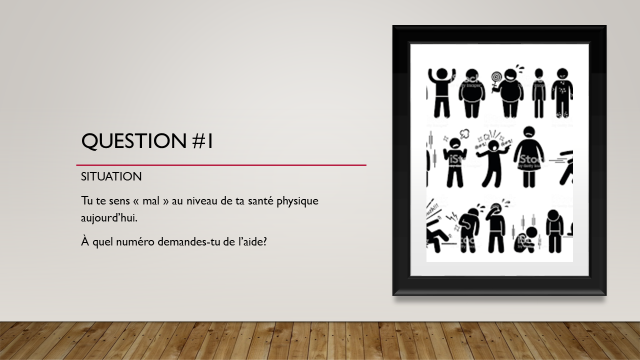 QUESTION #1
SITUATION
Tu te sens « mal » au niveau de ta santé physique
aujourd'hui.
À quel numéro demandes-tu de l'aide?